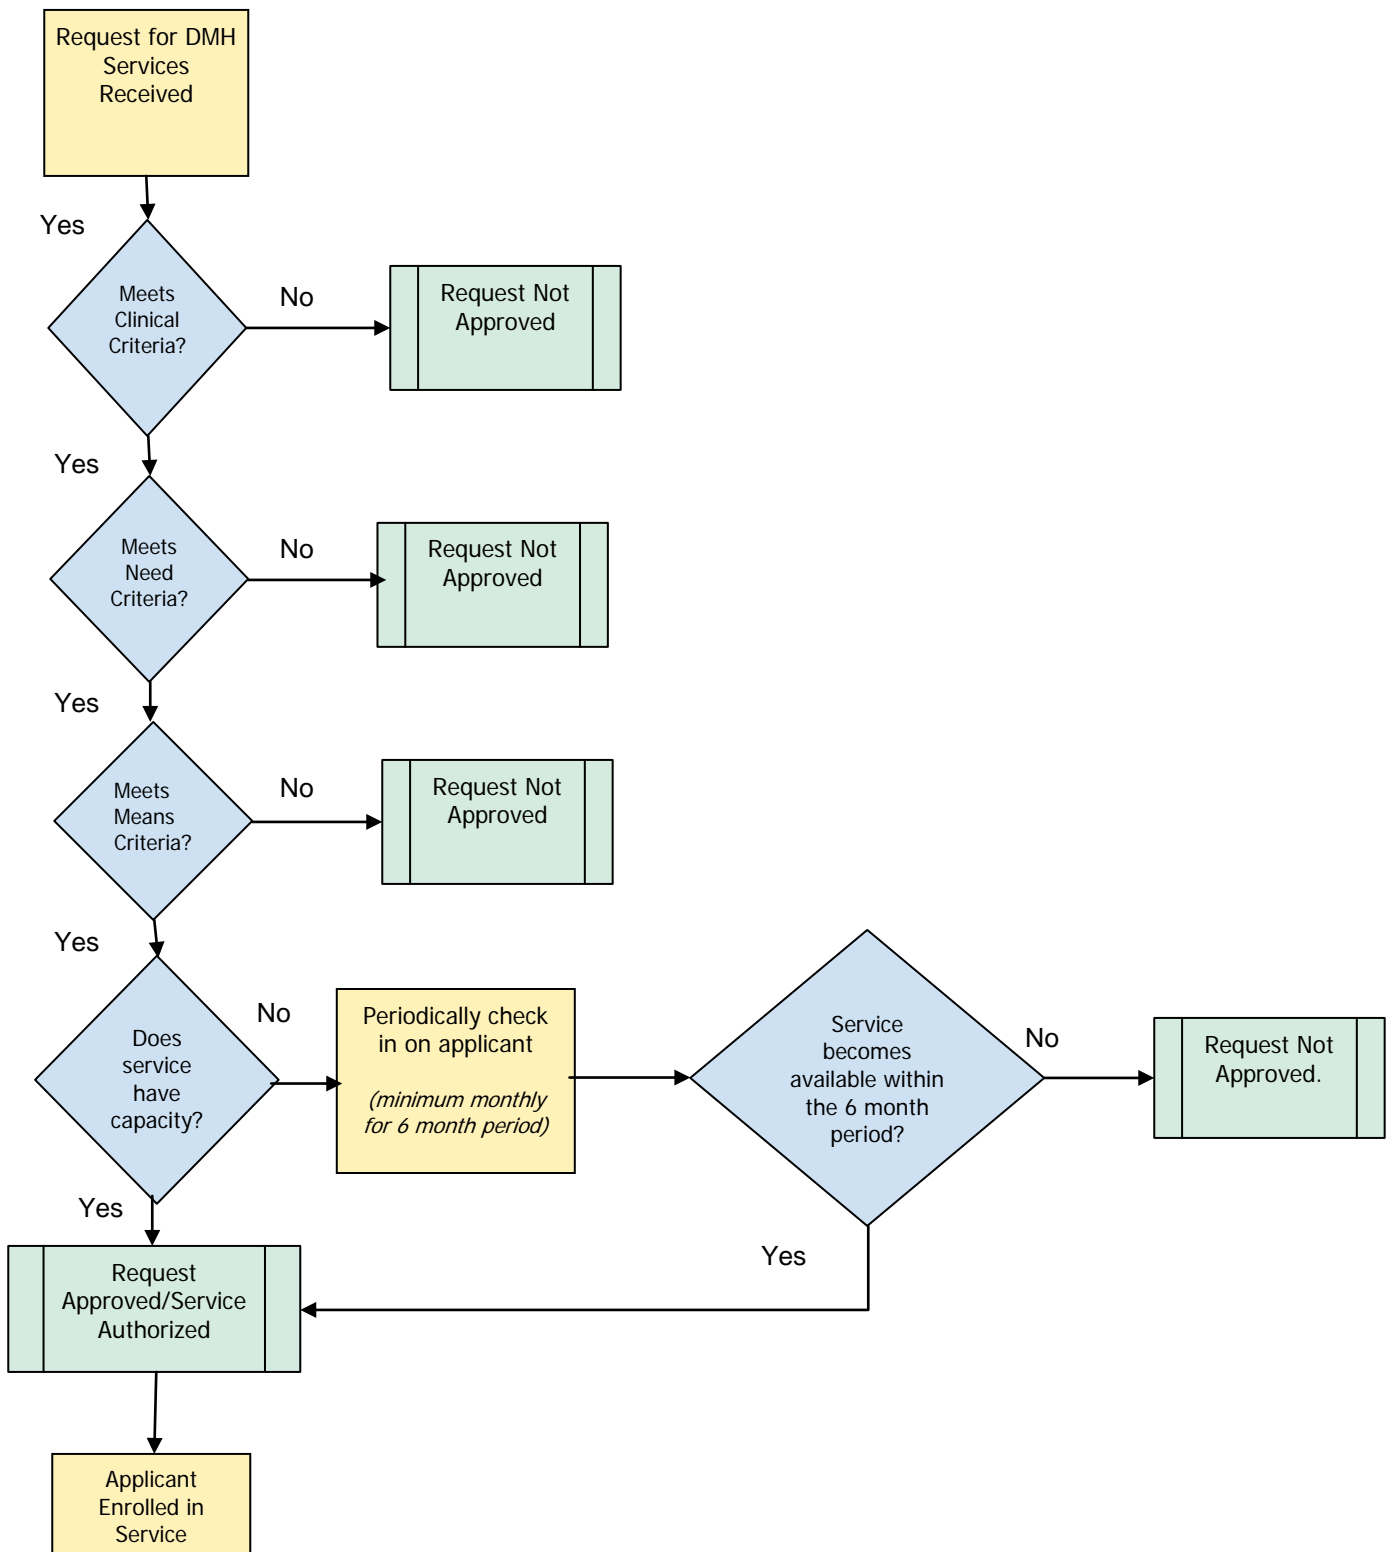 Request for DMH
Services
Received
Yes
Meets
Clinical
Criteria?
No
Request Not
Approved
Yes
Meets
Need
Criteria?
No
Request Not
Approved
Yes
Meets
Means
Criteria?
No
Request Not
Approved
Yes
Does
service
have
capacity?
No
Periodically check
in on applicant
(minimum monthly
for 6 month period)
Service
becomes
available within
the 6 month
period?
No
Request Not
Approved.
Yes
Yes
Request
Approved/Service
Authorized
Applicant
Enrolled in
Service